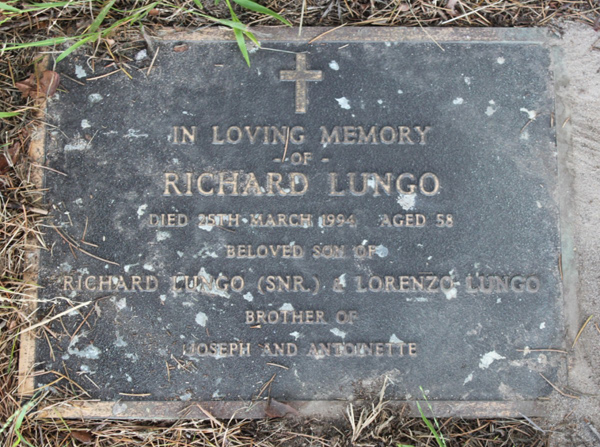 IN LOVING MEMORY
- OF -
RICHARD LUNGO
DIED 25TH MARCH 1994 AGED 58
BELOVED SON OF
RICHARD LUNGO (SNR.) & LORENZO LUNGO
BROTHER OF
JOSEPH AND ANTOINETTE